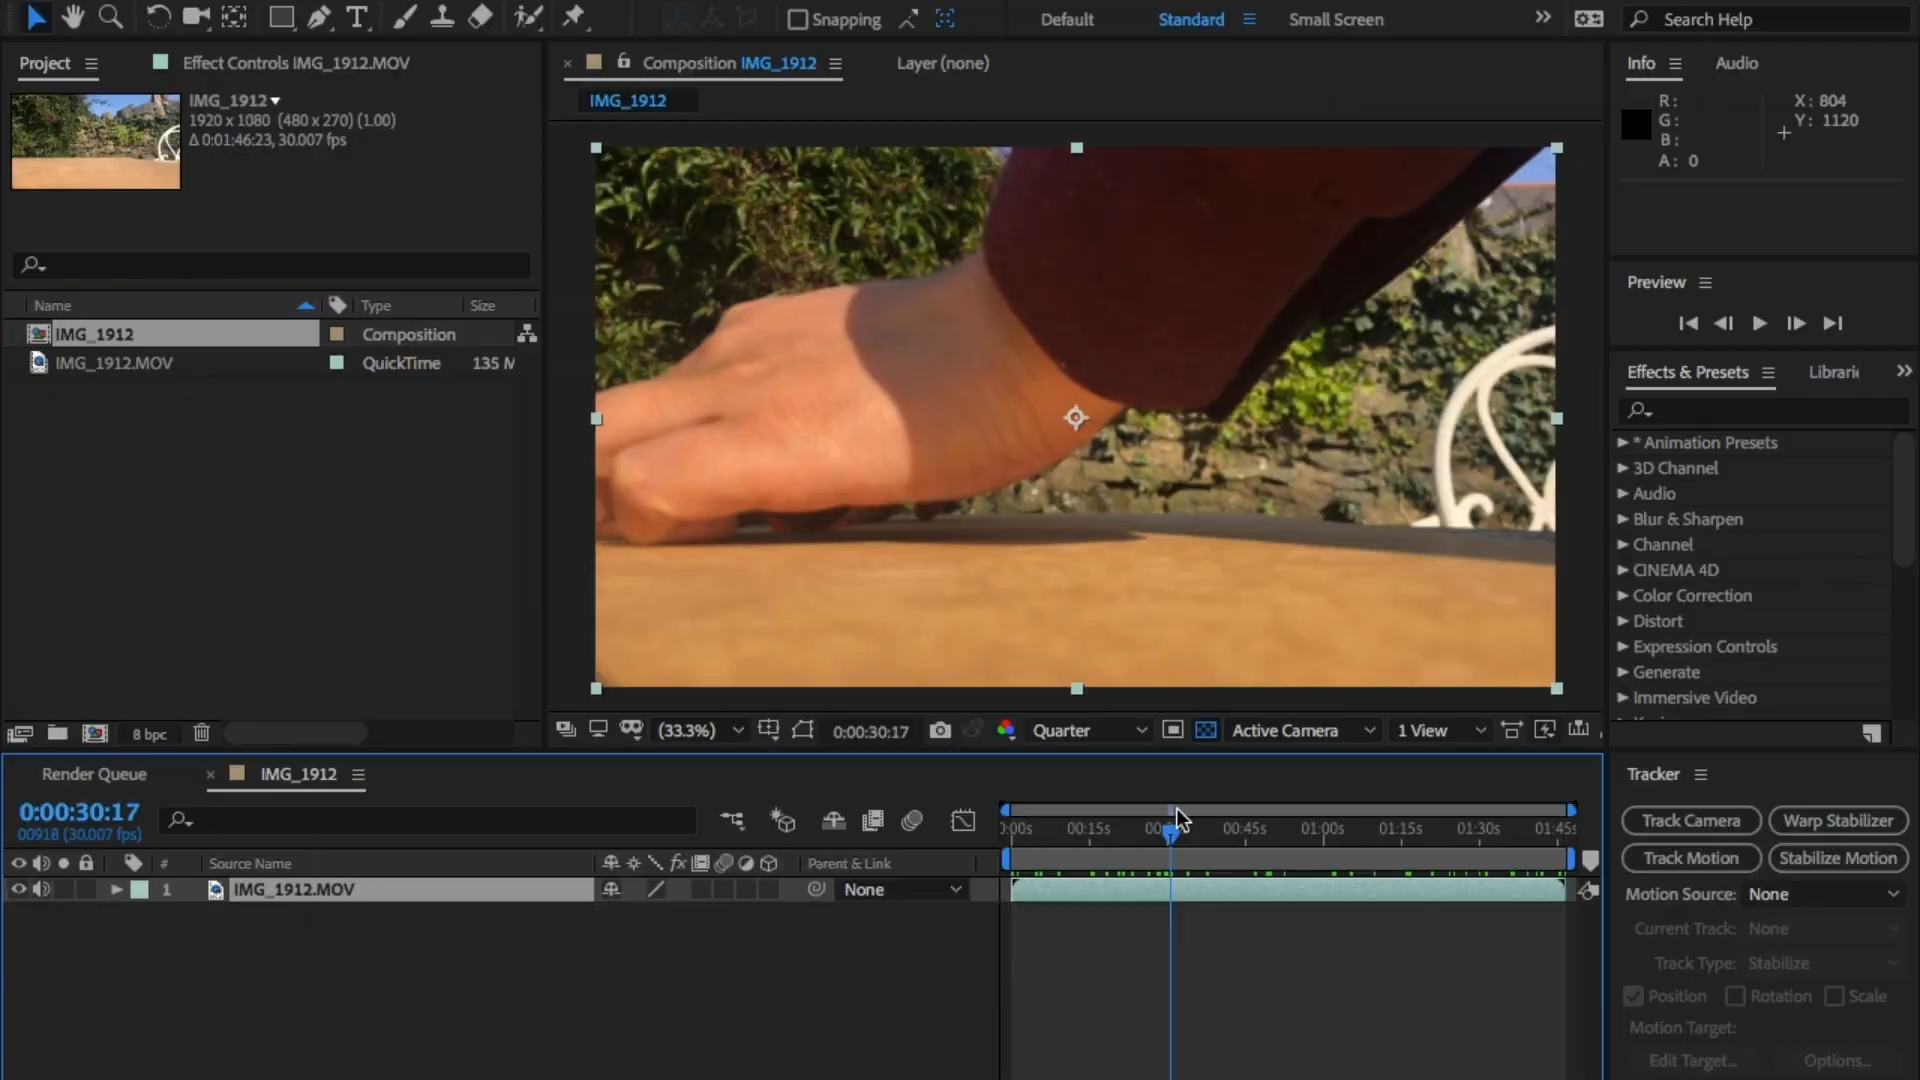 Snapping
Default
Standard
Small Screen
Search Help
Project
Effect Controls IMG_1912.MOV
IMG_1912
1920 x 1080 (480 x 270) (1.00)
Δ 0:01:46:23, 30.007 fps
Name
Type
Size
IMG_1912
Composition
IMG_1912.MOV
QuickTime
135 M
8 bpc
Composition IMG_1912
Layer (none)
IMG_1912
(33.3%)
0:00:30:17
Quarter
Active Camera
1 View
Info
Audio
R:
G:
B:
A: 0
X: 804
Y: 1120
Preview
Effects & Presets
Librari
* Animation Presets
3D Channel
Audio
Blur & Sharpen
Channel
CINEMA 4D
Color Correction
Distort
Expression Controls
Generate
Immersive Video
Render Queue
IMG_1912
0:00:30:17
00918 (30.007 fps)
#
Source Name
fx
Parent & Link
1
IMG_1912.MOV
None
0:00s
00:15s
00:45s
01:00s
01:15s
01:30s
01:45s
Tracker
Track Camera
Warp Stabilizer
Track Motion
Stabilize Motion
Motion Source: None
Current Track: None
Track Type: Stabilize
Position
Rotation
Scale
Motion Target:
Edit Target...
Options...